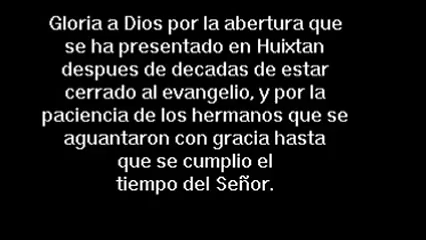 Gloria a Dios por la abertura que
se ha presentado en Huixtan
despues de decadas de estar
cerrado al evangelio, y por la
paciencia de los hermanos que se
aguantaron con gracia hasta
que se cumplio el
tiempo del Señor.